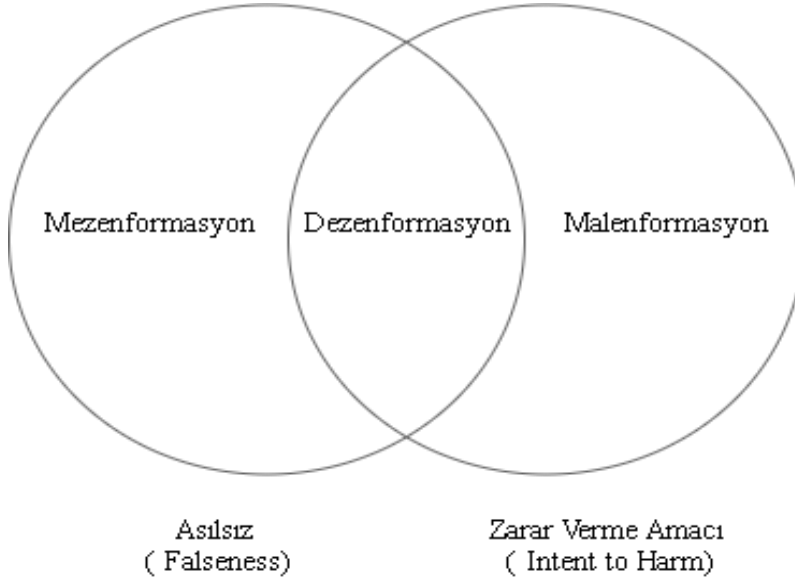 Mezenformasyon
Dezenformasyon
Malenformasyon
Asılsız
( Falseness)
Zarar Verme Amacı
( Intent to Harm)